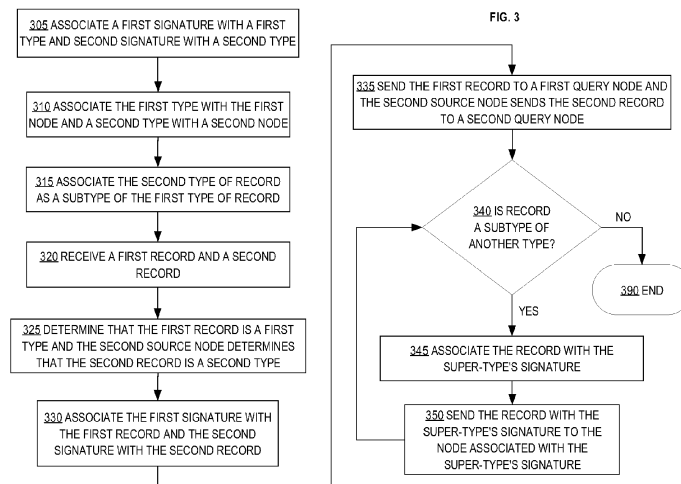 305 ASSOCIATE A FIRST SIGNATURE WITH A FIRST
TYPE AND SECOND SIGNATURE WITH A SECOND TYPE
310 ASSOCIATE THE FIRST TYPE WITH THE FIRST
NODE AND A SECOND TYPE WITH A SECOND NODE
315 ASSOCIATE THE SECOND TYPE OF RECORD
AS A SUBTYPE OF THE FIRST TYPE OF RECORD
320 RECEIVE A FIRST RECORD AND A SECOND
RECORD
325 DETERMINE THAT THE FIRST RECORD IS A FIRST
TYPE AND THE SECOND SOURCE NODE DETERMINES
THAT THE SECOND RECORD IS A SECOND TYPE
330 ASSOCIATE THE FIRST SIGNATURE WITH
THE FIRST RECORD AND THE SECOND
SIGNATURE WITH THE SECOND RECORD
FIG. 3
335 SEND THE FIRST RECORD TO A FIRST QUERY NODE AND
THE SECOND SOURCE NODE SENDS THE SECOND RECORD
TO A SECOND QUERY NODE
340 IS RECORD
A SUBTYPE OF
ANOTHER TYPE?
NO
390 END
YES
345 ASSOCIATE THE RECORD WITH THE
SUPER-TYPE'S SIGNATURE
350 SEND THE RECORD WITH THE
SUPER-TYPE'S SIGNATURE TO THE
NODE ASSOCIATED WITH THE
SUPER-TYPE'S SIGNATURE